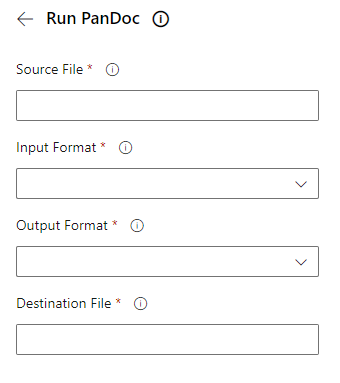 Run PanDoc
Source File *
Input Format *
Output Format *
Destination File *